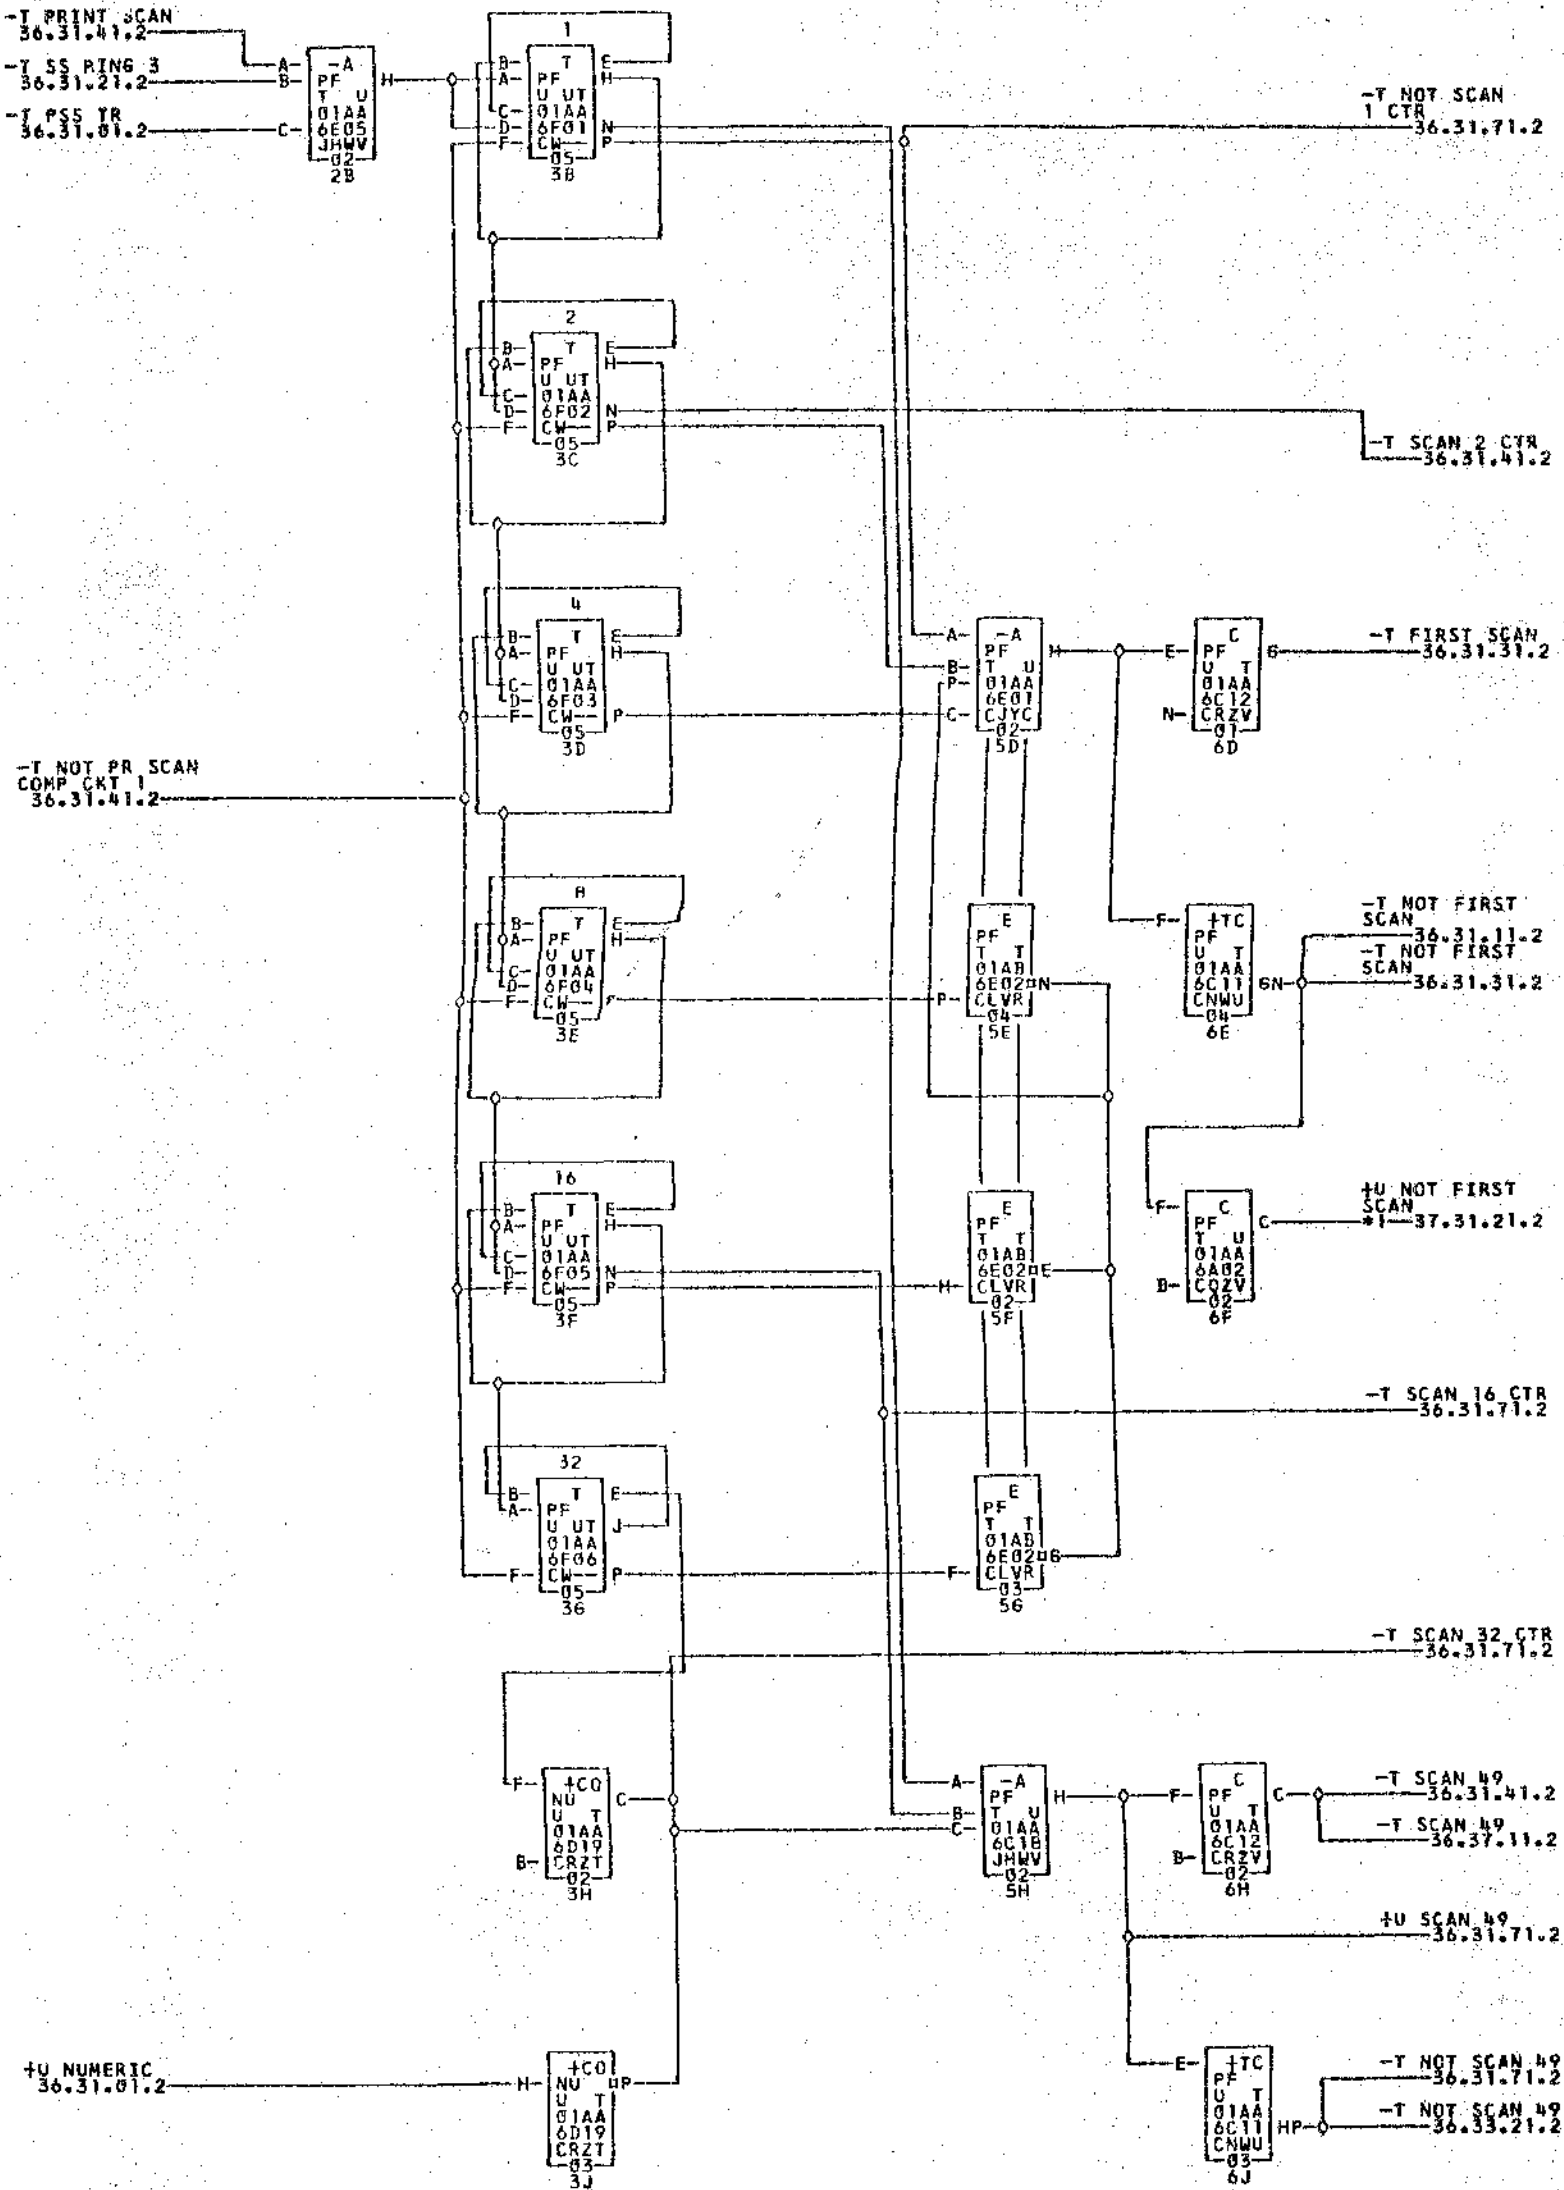 -T PRINT SCAN
36.31.41.2
-T SS RING 3
36.31.21.2
-T PSS TR
36.31.01.2
A- -A
B- PF H
T U
01AA
6E05
C- JHWV
02
2B
1
B- T E
A- PF H
U UT
C- 01AA
D- 6F01 N
F- CW P
05
3B
-T NOT SCAN
1 CTR
36.31.71.2
2
B- T E
A- PF H
U UT
C- 01AA
D- 6F02 N
F- CW P
05
3C
-T SCAN 2 CTR
36.31.41.2
4
B- T E
A- PF H
U UT
C- 01AA
D- 6F03
F- CW P
05
3D
A- -A
PF H
B- T U
P- 01AA
6E01
C- CJYC
02
5D
C
E- PF G
U T
01AA
6C12
N- CRZV
01
6D
-T FIRST SCAN
36.31.31.2
-T NOT PR SCAN
COMP CKT 1
36.31.41.2
8
B- T E
A- PF H
U UT
C- 01AA
D- 6F04
F- CW
05
3E
E
PF
T T
01AB
6E02 N
P- CLVR
04
5E
F- +TC
PF
U T
01AA
6C11 GN
CNWU
04
6E
-T NOT FIRST
SCAN
36.31.11.2
-T NOT FIRST
SCAN
36.31.31.2
16
B- T E
A- PF H
U UT
C- 01AA
D- 6F05 N
F- CW P
05
3F
E
PF
T T
01AB
6E02 E
H- CLVR
02
5F
F- C
PF C
T U
01AA
6A02
B- CQZV
02
6F
+U NOT FIRST
SCAN
*1 37.31.21.2
-T SCAN 16 CTR
36.31.71.2
32
B- T E
A- PF
U UT J
01AA
6F06
F- CW P
05
3G
E
PF
T T
01AB
6E02 G
F- CLVR
03
5G
-T SCAN 32 CTR
36.31.71.2
F- +CO
NU C
U T
01AA
6D19
B- CRZT
02
3H
A- -A
PF H
B- T U
C- 01AA
6C18
JHWV
02
5H
C
F- PF C
U T
01AA
6C12
B- CRZV
02
6H
-T SCAN 49
36.31.41.2
-T SCAN 49
36.37.11.2
+U SCAN 49
36.31.71.2
+U NUMERIC
36.31.01.2
+CO
H- NU P
U T
01AA
6D19
CRZT
03
3J
E- +TC
PF
U T
01AA
6C11 HP
CNWU
03
6J
-T NOT SCAN 49
36.31.71.2
-T NOT SCAN 49
36.33.21.2